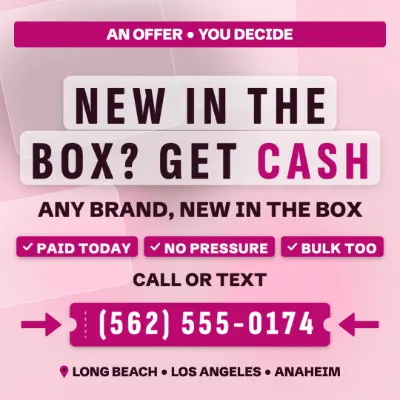 AN OFFER • YOU DECIDE
NEW IN THE
BOX? GET CASH
ANY BRAND, NEW IN THE BOX
✓ PAID TODAY ✓ NO PRESSURE ✓ BULK TOO
CALL OR TEXT
(562) 555-0174
LONG BEACH • LOS ANGELES • ANAHEIM